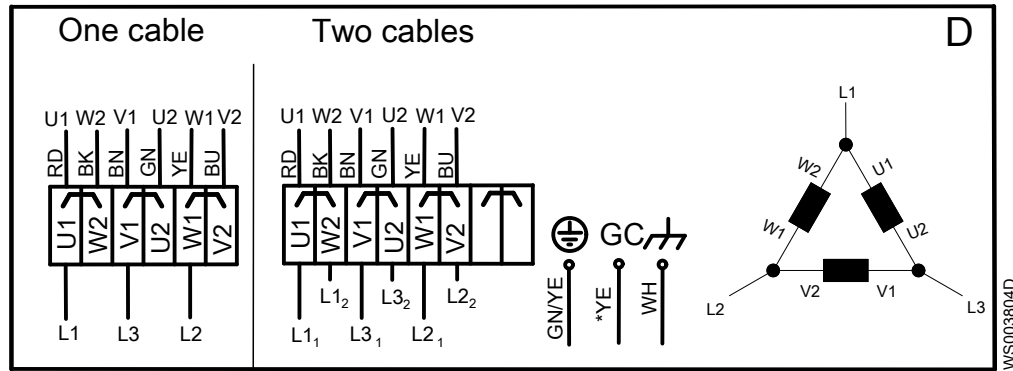 One cable
Two cables
D
U1 W2 V1 U2 W1 V2
RD BK BN GN YE BU
U1 W2 V1 U2 W1 V2
L1 L3 L2
U1 W2 V1 U2 W1 V2
RD BK BN GN YE BU
U1 W2 V1 U2 W1 V2
L1₂ L3₂ L2₂
L1₁ L3₁ L2₁
GC
GN/YE *YE WH
L1
W2 U1
W1 U2
V2 V1
L2 L3
WS003804D